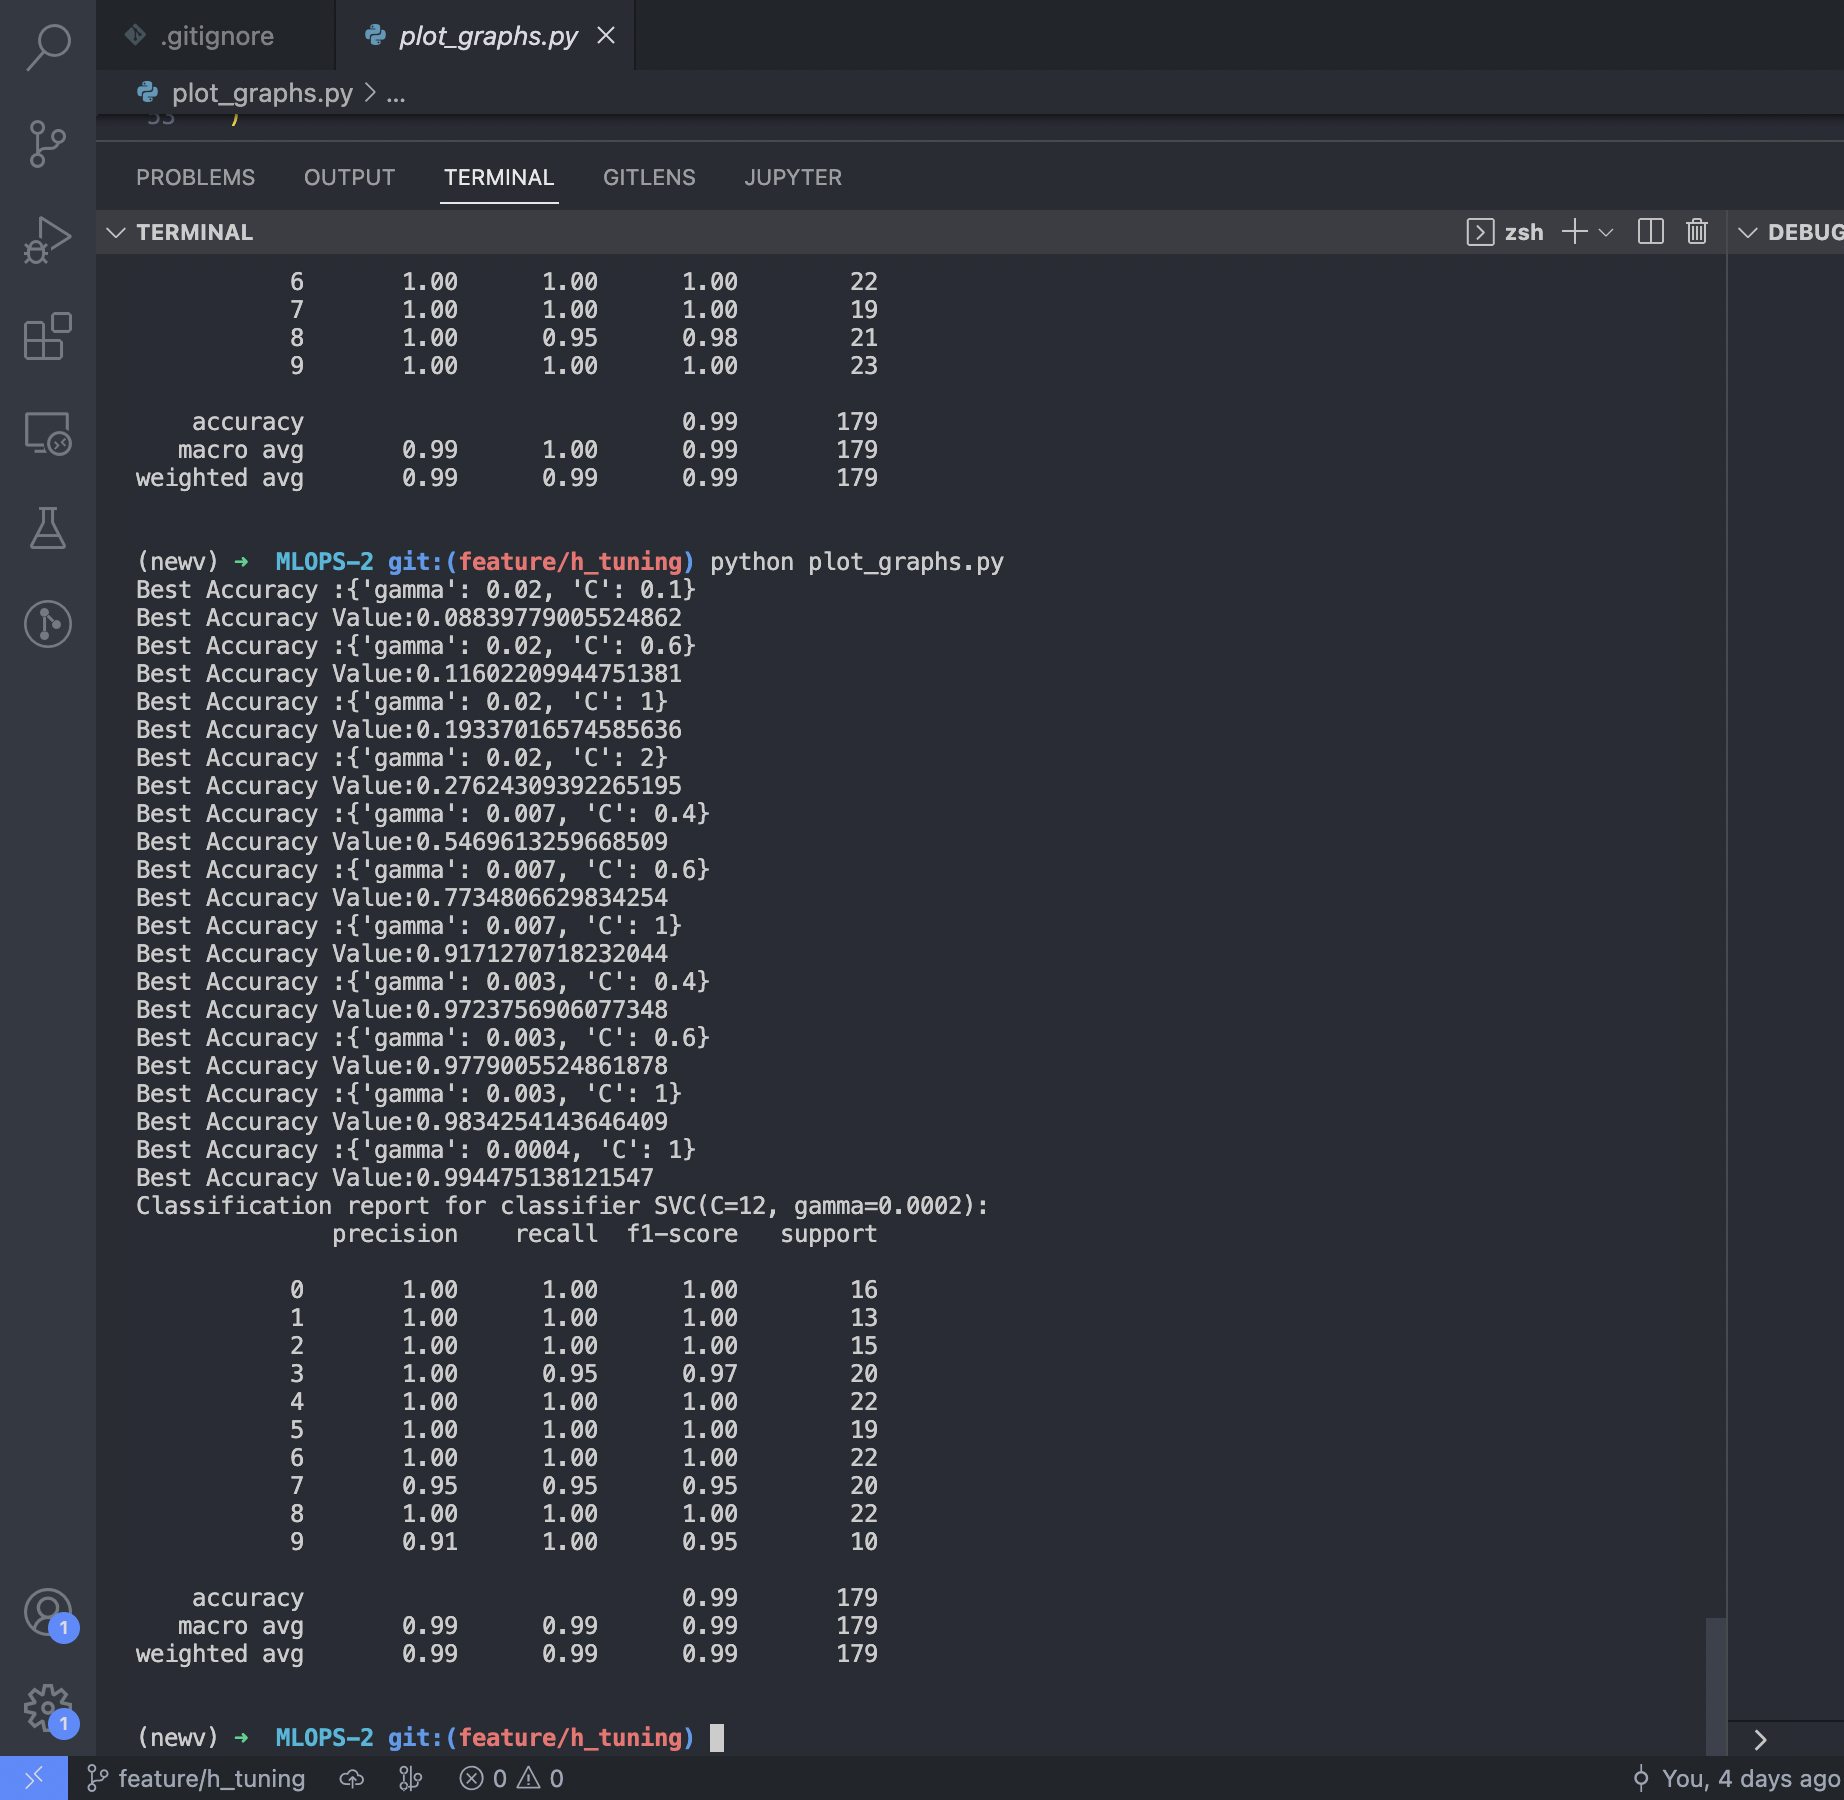 .gitignore
plot_graphs.py
plot_graphs.py > ...
53 )
PROBLEMS OUTPUT TERMINAL GITLENS JUPYTER
TERMINAL zsh DEBUG
6 1.00 1.00 1.00 22
7 1.00 1.00 1.00 19
8 1.00 0.95 0.98 21
9 1.00 1.00 1.00 23
accuracy 0.99 179
macro avg 0.99 1.00 0.99 179
weighted avg 0.99 0.99 0.99 179
(newv) ➜ MLOPS-2 git:(feature/h_tuning) python plot_graphs.py
Best Accuracy :{'gamma': 0.02, 'C': 0.1}
Best Accuracy Value:0.08839779005524862
Best Accuracy :{'gamma': 0.02, 'C': 0.6}
Best Accuracy Value:0.11602209944751381
Best Accuracy :{'gamma': 0.02, 'C': 1}
Best Accuracy Value:0.19337016574585636
Best Accuracy :{'gamma': 0.02, 'C': 2}
Best Accuracy Value:0.27624309392265195
Best Accuracy :{'gamma': 0.007, 'C': 0.4}
Best Accuracy Value:0.5469613259668509
Best Accuracy :{'gamma': 0.007, 'C': 0.6}
Best Accuracy Value:0.7734806629834254
Best Accuracy :{'gamma': 0.007, 'C': 1}
Best Accuracy Value:0.9171270718232044
Best Accuracy :{'gamma': 0.003, 'C': 0.4}
Best Accuracy Value:0.9723756906077348
Best Accuracy :{'gamma': 0.003, 'C': 0.6}
Best Accuracy Value:0.9779005524861878
Best Accuracy :{'gamma': 0.003, 'C': 1}
Best Accuracy Value:0.9834254143646409
Best Accuracy :{'gamma': 0.0004, 'C': 1}
Best Accuracy Value:0.994475138121547
Classification report for classifier SVC(C=12, gamma=0.0002):
precision recall f1-score support
0 1.00 1.00 1.00 16
1 1.00 1.00 1.00 13
2 1.00 1.00 1.00 15
3 1.00 0.95 0.97 20
4 1.00 1.00 1.00 22
5 1.00 1.00 1.00 19
6 1.00 1.00 1.00 22
7 0.95 0.95 0.95 20
8 1.00 1.00 1.00 22
9 0.91 1.00 0.95 10
accuracy 0.99 179
macro avg 0.99 0.99 0.99 179
weighted avg 0.99 0.99 0.99 179
(newv) ➜ MLOPS-2 git:(feature/h_tuning)
1
1
feature/h_tuning 0 0 You, 4 days ago